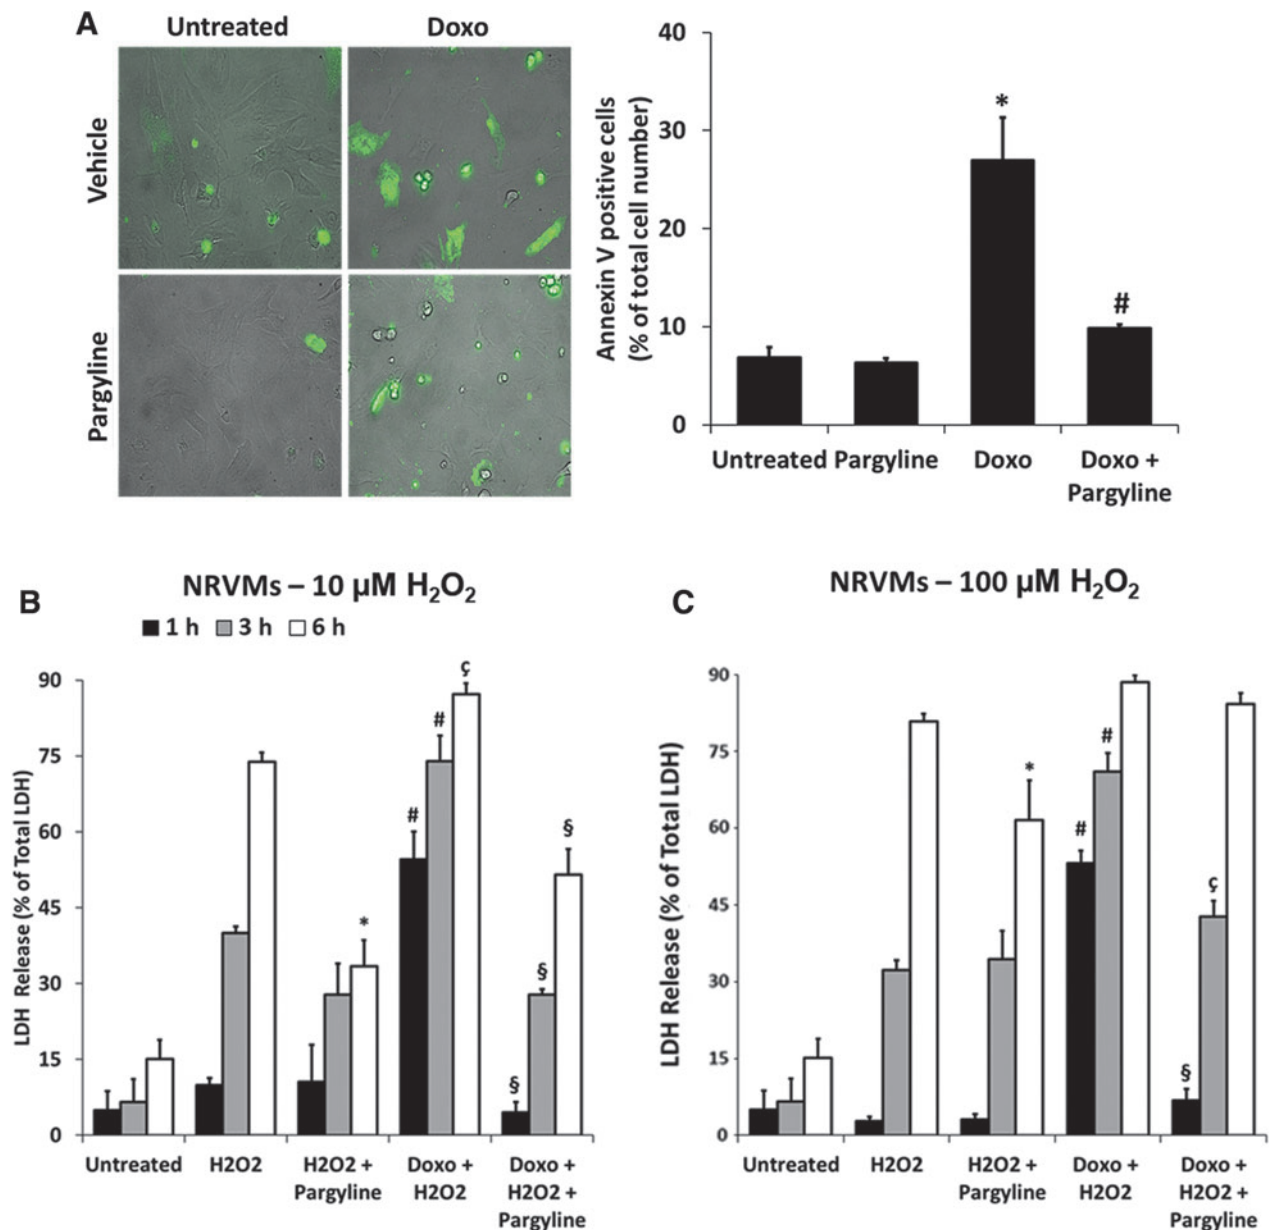 A
Untreated
Doxo
Vehicle
Pargyline
Annexin V positive cells
(% of total cell number)
40
30
20
10
0
*
#
Untreated Pargyline Doxo Doxo +
Pargyline
B
NRVMs – 10 µM H₂O₂
1 h 3 h 6 h
LDH Release (% of Total LDH)
90
75
60
45
30
15
0
*
#
#
ç
§
§
§
Untreated H2O2 H2O2 + Doxo + Doxo +
Pargyline H2O2 H2O2 +
Pargyline
C
NRVMs – 100 µM H₂O₂
LDH Release (% of Total LDH)
90
75
60
45
30
15
0
*
#
#
§
ç
Untreated H2O2 H2O2 + Doxo + Doxo +
Pargyline H2O2 H2O2 +
Pargyline